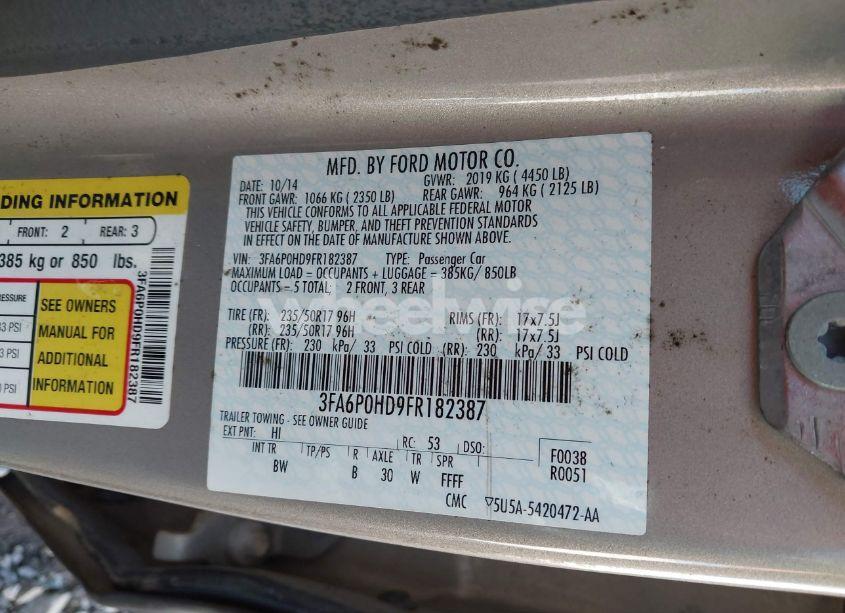 DING INFORMATION
FRONT: 2 REAR: 3
385 kg or 850 lbs.
RESSURE
SEE OWNERS
MANUAL FOR
ADDITIONAL
INFORMATION
3 PSI
3 PSI
0 PSI
3FA6P0HD9FR182387
MFD. BY FORD MOTOR CO.
DATE: 10/14 GVWR: 2019 KG ( 4450 LB)
FRONT GAWR: 1066 KG ( 2350 LB) REAR GAWR: 964 KG ( 2125 LB)
THIS VEHICLE CONFORMS TO ALL APPLICABLE FEDERAL MOTOR
VEHICLE SAFETY, BUMPER, AND THEFT PREVENTION STANDARDS
IN EFFECT ON THE DATE OF MANUFACTURE SHOWN ABOVE.
VIN: 3FA6P0HD9FR182387 TYPE: Passenger Car
MAXIMUM LOAD = OCCUPANTS + LUGGAGE = 385KG/ 850LB
OCCUPANTS = 5 TOTAL: 2 FRONT, 3 REAR
wheelwise
TIRE (FR): 235/50R17 96H RIMS (FR): 17x7.5J
(RR): 235/50R17 96H (RR): 17x7.5J
PRESSURE (FR): 230 kPa/ 33 PSI COLD (RR): 230 kPa/ 33 PSI COLD
3FA6P0HD9FR182387
TRAILER TOWING - SEE OWNER GUIDE
EXT PNT: HI RC: 53 DSO: F0038
R0051
INT TR TP/PS R AXLE TR SPR
BW B 30 W FFFF
CMC ▽5U5A-5420472-AA